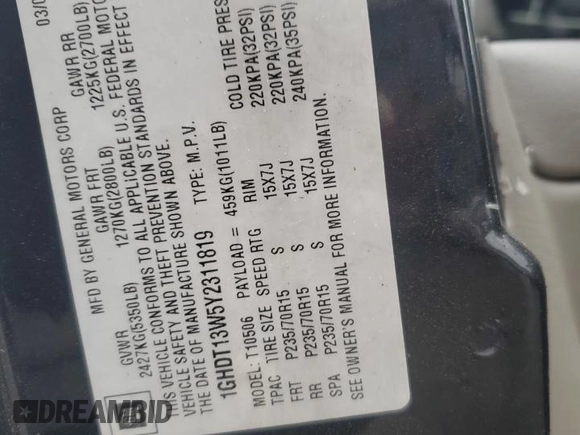 MFD BY GENERAL MOTORS CORP 03/0
GVWR GAWR FRT GAWR RR
2427KG(5350LB) 1270KG(2800LB) 1225KG(2700LB)
THIS VEHICLE CONFORMS TO ALL APPLICABLE U.S. FEDERAL MOTO
VEHICLE SAFETY AND THEFT PREVENTION STANDARDS IN EFFECT
THE DATE OF MANUFACTURE SHOWN ABOVE.
1GHDT13W5Y2311819 TYPE: M.P.V.
MODEL: T10506 PAYLOAD = 459KG(1011LB)
TPAC TIRE SIZE SPEED RTG RIM COLD TIRE PRES
FRT P235/70R15 S 15X7J 220KPA(32PSI)
RR P235/70R15 S 15X7J 220KPA(32PSI)
SPA P235/70R15 S 15X7J 240KPA(35PSI)
SEE OWNER'S MANUAL FOR MORE INFORMATION.
DREAMBID